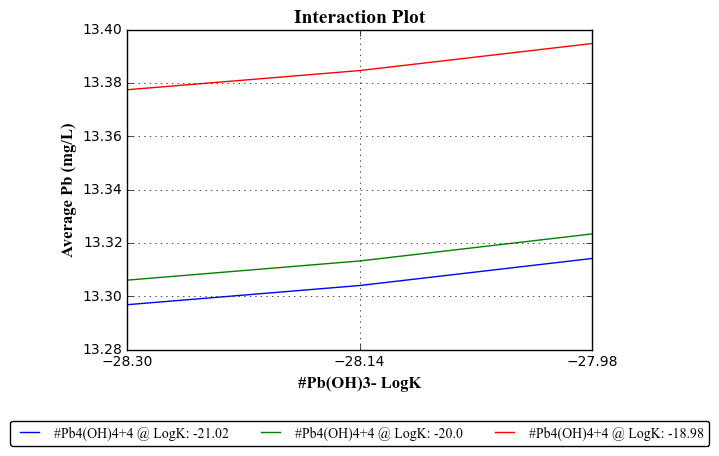 Interaction Plot
13.40
13.38
13.36
13.34
13.32
13.30
13.28
Average Pb (mg/L)
−28.30 −28.14 −27.98
#Pb(OH)3- LogK
#Pb4(OH)4+4 @ LogK: -21.02 #Pb4(OH)4+4 @ LogK: -20.0 #Pb4(OH)4+4 @ LogK: -18.98